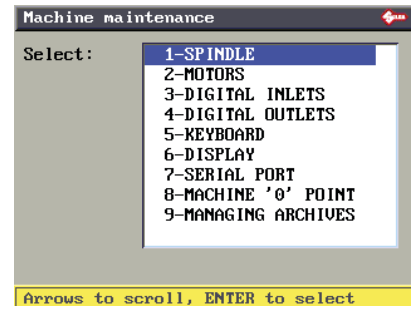 Machine maintenance
SILCA
Select:
1-SPINDLE
2-MOTORS
3-DIGITAL INLETS
4-DIGITAL OUTLETS
5-KEYBOARD
6-DISPLAY
7-SERIAL PORT
8-MACHINE '0' POINT
9-MANAGING ARCHIVES
Arrows to scroll, ENTER to select